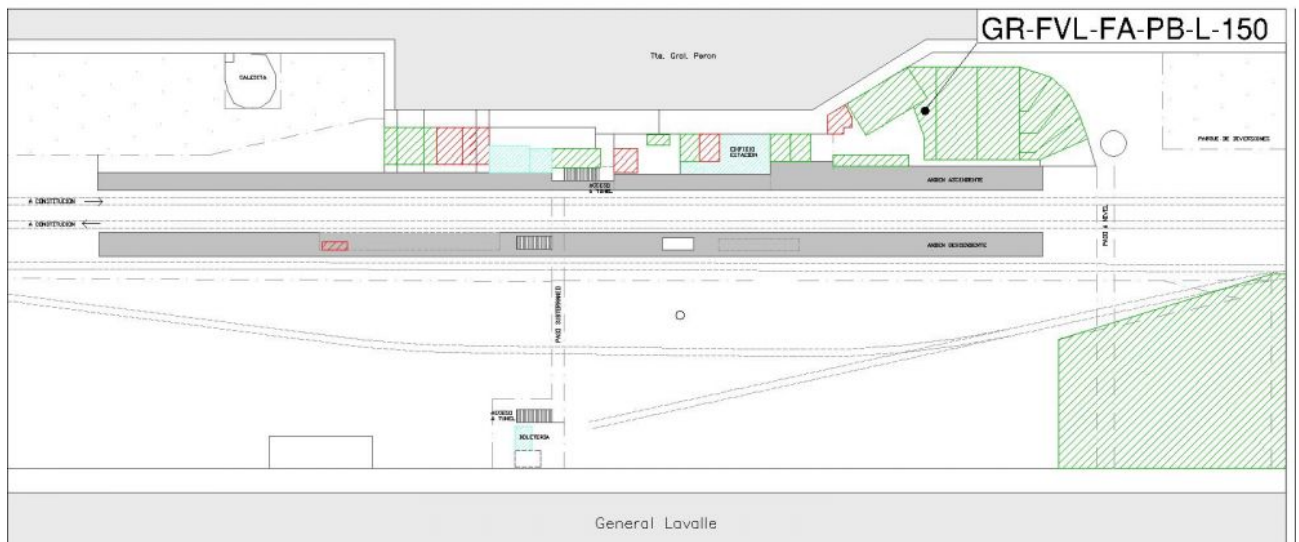 GR-FVL-FA-PB-L-150
Tte. Gral. Peron
CALECITA
PARQUE DE DIVERSIONES
EDIFICIO
ESTACION
ANDEN ASCENDENTE
ACCESO
A TUNEL
A CONSTITUCION
A CONSTITUCION
PASO A NIVEL
ANDEN DESCENDENTE
PASO SUBTERRANEO
ACCESO
A TUNEL
BOLETERIA
General Lavalle